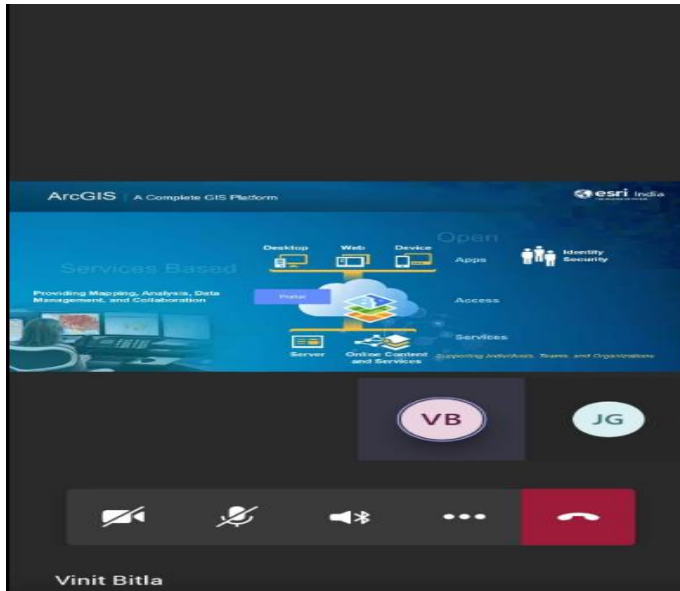 ArcGIS | A Complete GIS Platform
esri India
Open
Desktop Web Device
Apps
Identity
Security
Services Based
Providing Mapping, Analysis, Data
Management, and Collaboration
Portal
Access
Services
Server
Online Content
and Services
Supporting Individuals, Teams, and Organizations
VB
JG
Vinit Bitla